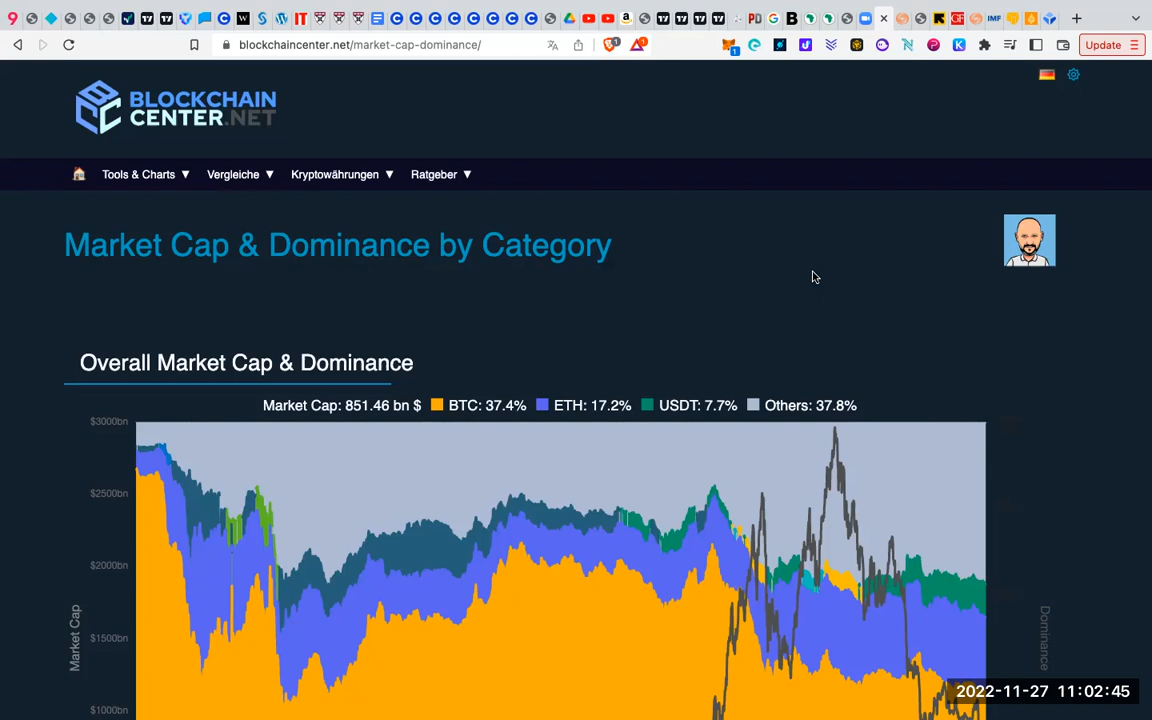 blockchaincenter.net/market-cap-dominance/
Update
BLOCKCHAIN
CENTER.NET
Tools & Charts ▼
Vergleiche ▼
Kryptowährungen ▼
Ratgeber ▼
Market Cap & Dominance by Category
Overall Market Cap & Dominance
Market Cap: 851.46 bn $ BTC: 37.4% ETH: 17.2% USDT: 7.7% Others: 37.8%
$3000bn
$2500bn
$2000bn
$1500bn
$1000bn
Market Cap
Dominance
2022-11-27 11:02:45